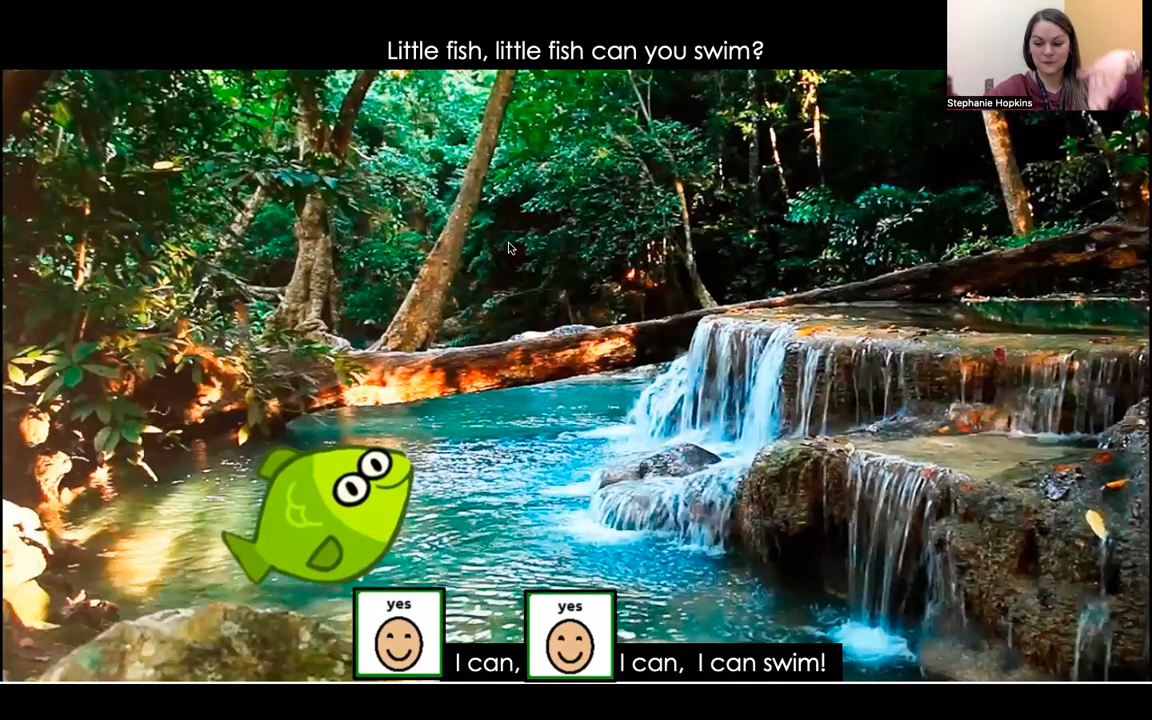 Little fish, little fish can you swim?
Stephanie Hopkins
yes I can, yes I can, I can swim!